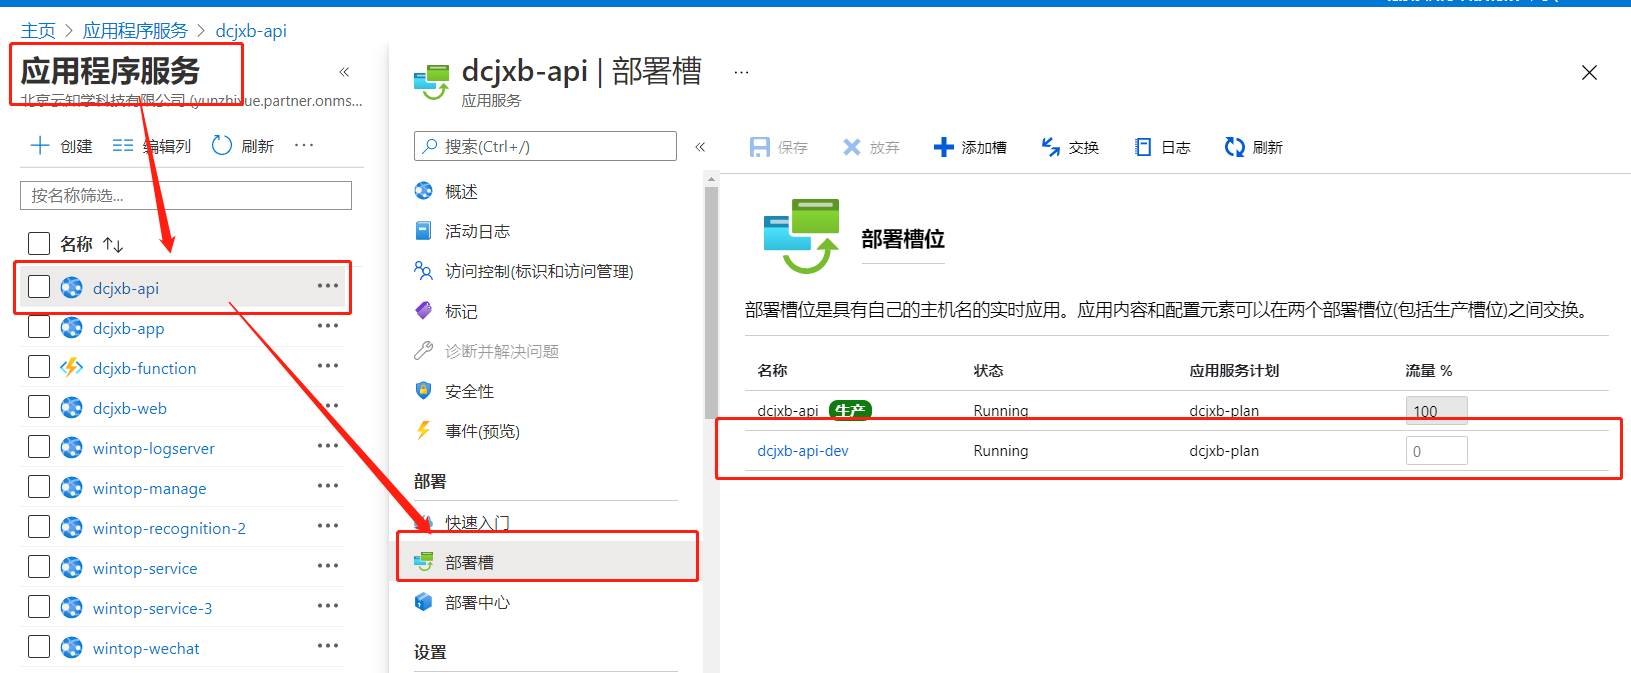 主页 > 应用程序服务 > dcjxb-api
应用程序服务
«
北京云知学科技有限公司 (yunzhixue.partner.onms...
创建
编辑列
刷新
...
按名称筛选...
名称 ↑↓
dcjxb-api
dcjxb-app
dcjxb-function
dcjxb-web
wintop-logserver
wintop-manage
wintop-recognition-2
wintop-service
wintop-service-3
wintop-wechat
dcjxb-api | 部署槽
...
应用服务
搜索(Ctrl+/)
«
概述
活动日志
访问控制(标识和访问管理)
标记
诊断并解决问题
安全性
事件(预览)
部署
快速入门
部署槽
部署中心
设置
保存
放弃
添加槽
交换
日志
刷新
部署槽位
部署槽位是具有自己的主机名的实时应用。应用内容和配置元素可以在两个部署槽位(包括生产槽位)之间交换。
名称 状态 应用服务计划 流量 %
dcjxb-api 生产 Running dcjxb-plan 100
dcjxb-api-dev Running dcjxb-plan 0